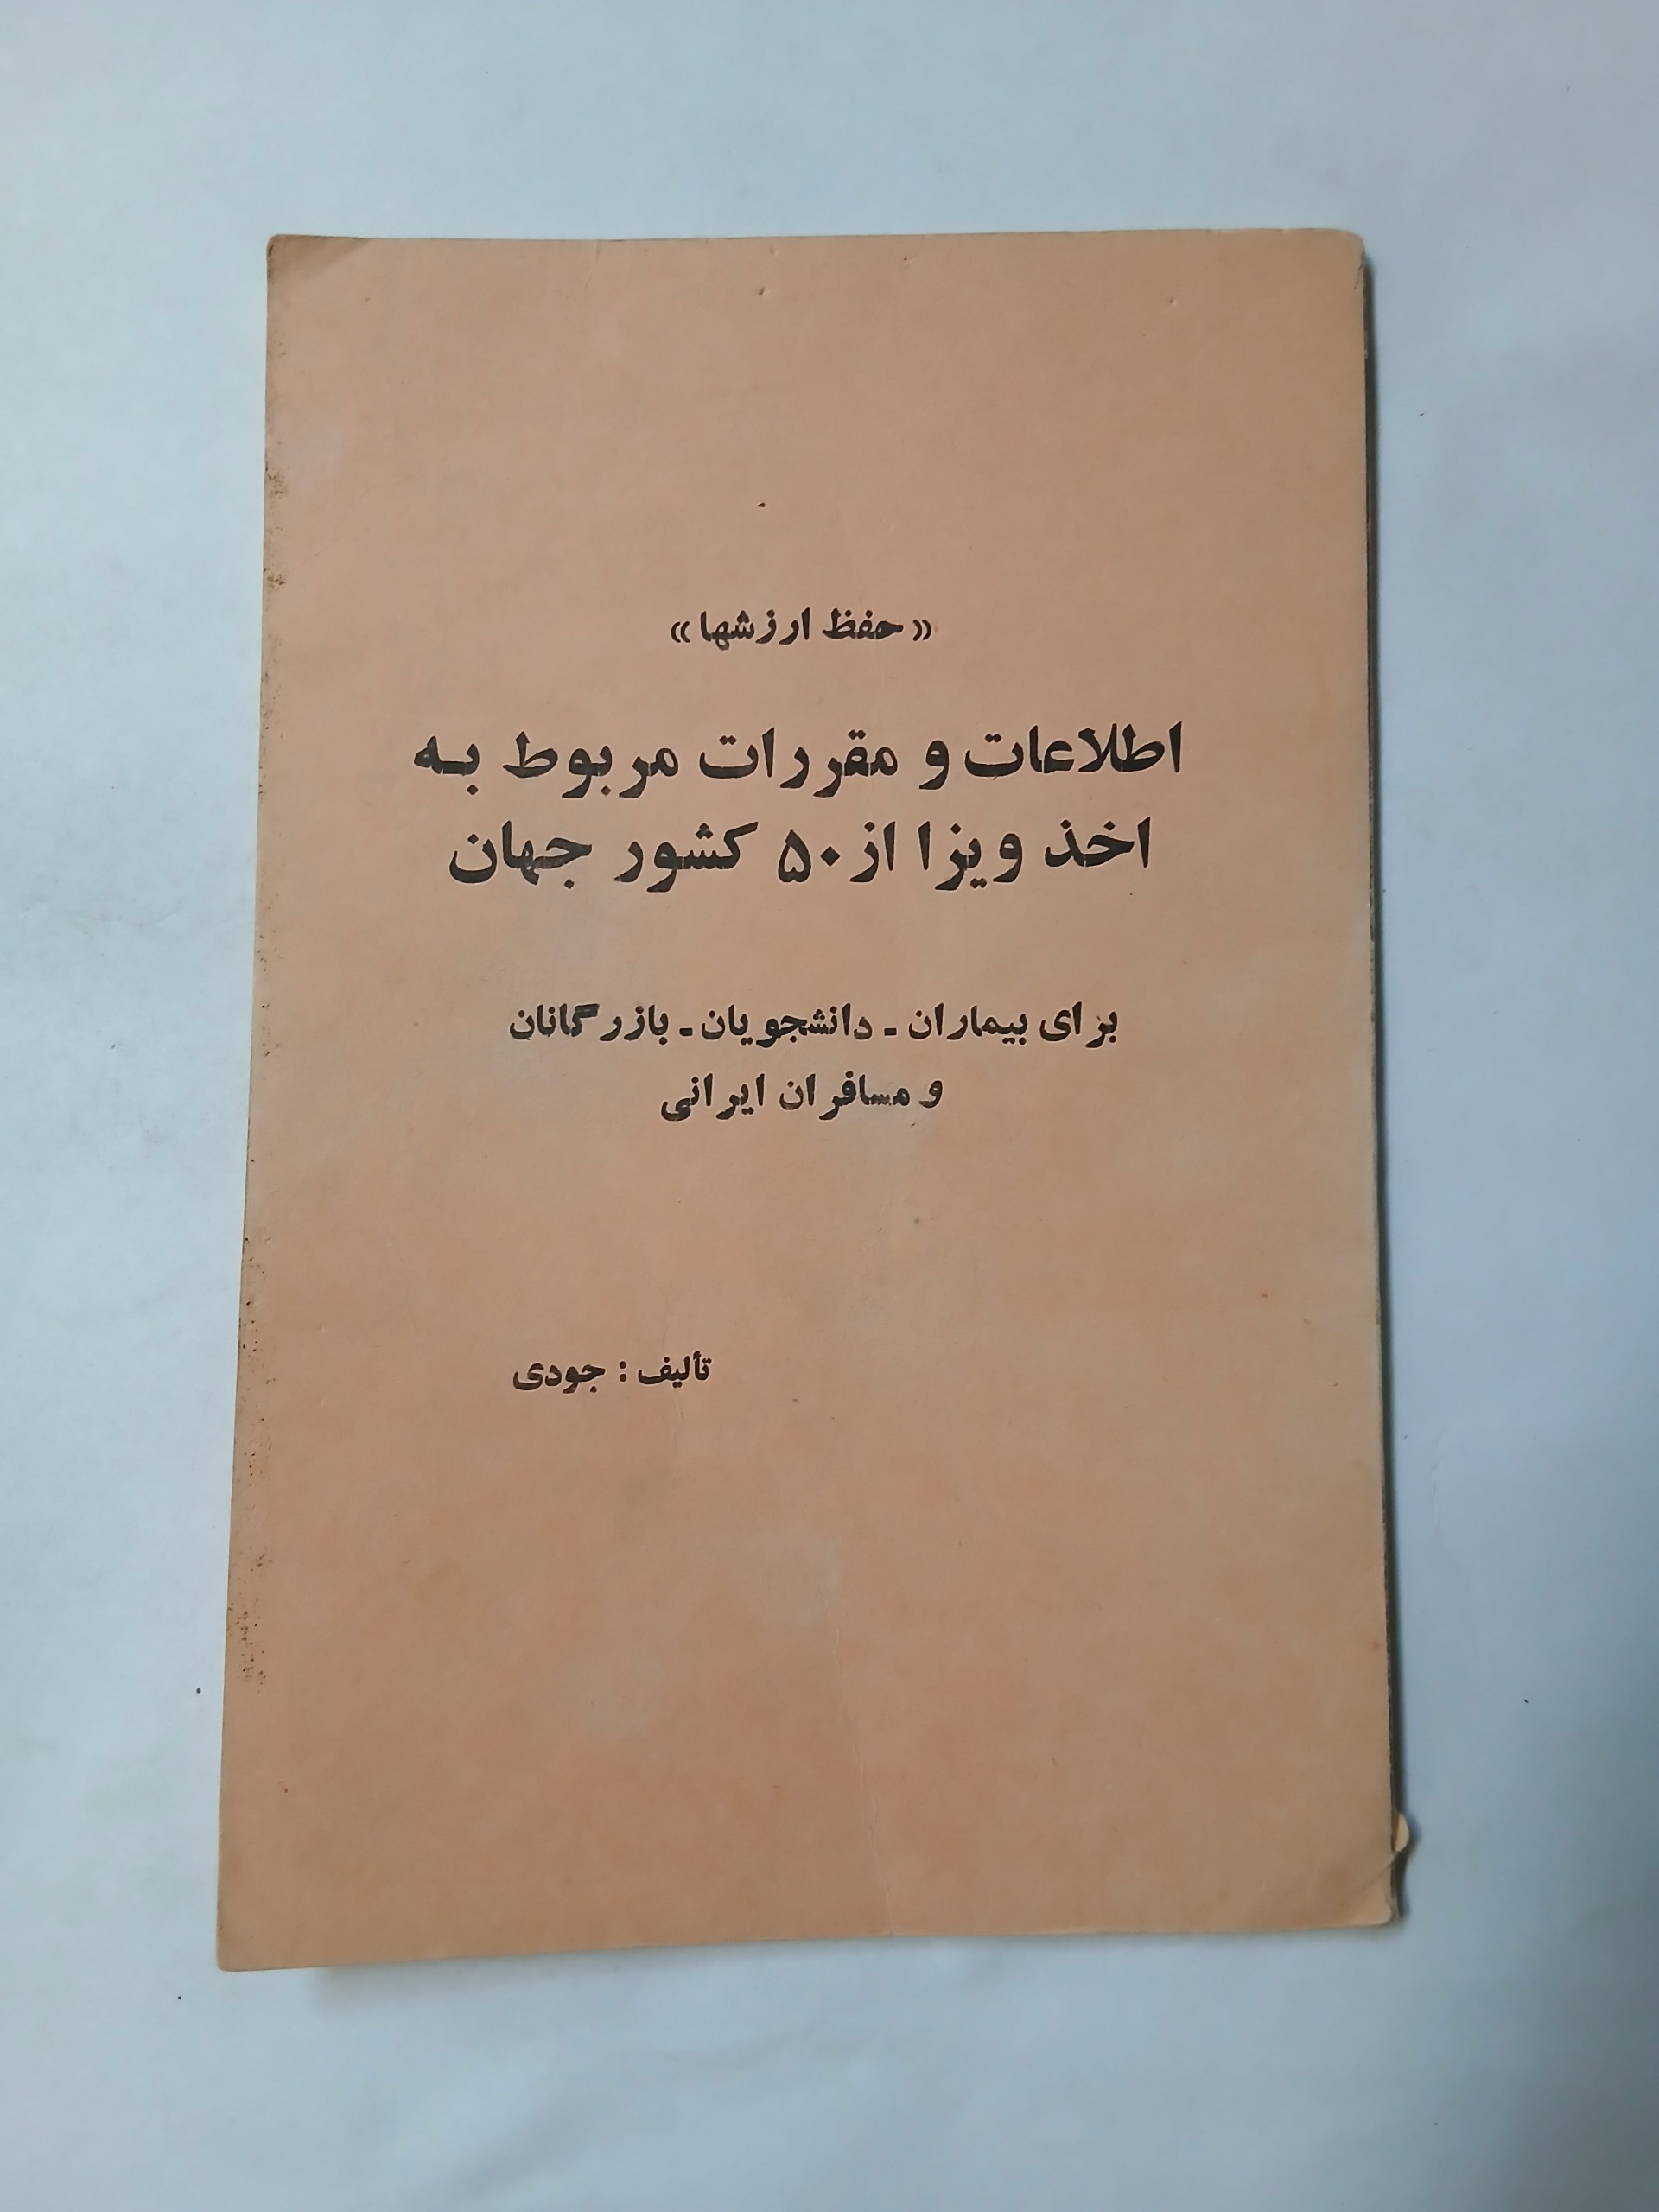 «حفظ ارزشها»
اطلاعات و مقررات مربوط به
اخذ ویزا از ۵۰ کشور جهان
برای بیماران - دانشجویان - بازرگانان
و مسافران ایرانی
تألیف : جودی